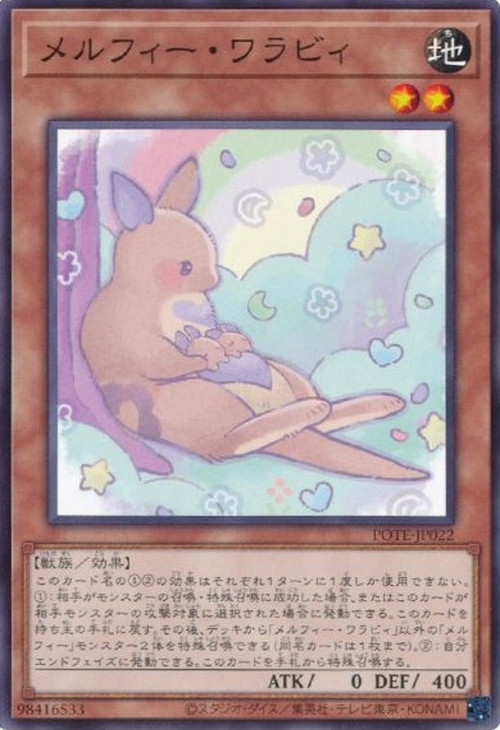 メルフィー・ワラビィ
地
POTE-JP022
【獣族／効果】
このカード名の①②の効果はそれぞれ１ターンに１度しか使用できない。
①：相手がモンスターの召喚・特殊召喚に成功した場合、またはこのカードが
相手モンスターの攻撃対象に選択された場合に発動できる。このカードを
持ち主の手札に戻す。その後、デッキから「メルフィー・ワラビィ」以外の「メル
フィー」モンスター２体を特殊召喚できる（同名カードは１枚まで）。②：自分
エンドフェイズに発動できる。このカードを手札から特殊召喚する。
ATK/ 0 DEF/ 400
98416533 ©スタジオ・ダイス／集英社・テレビ東京・KONAMI